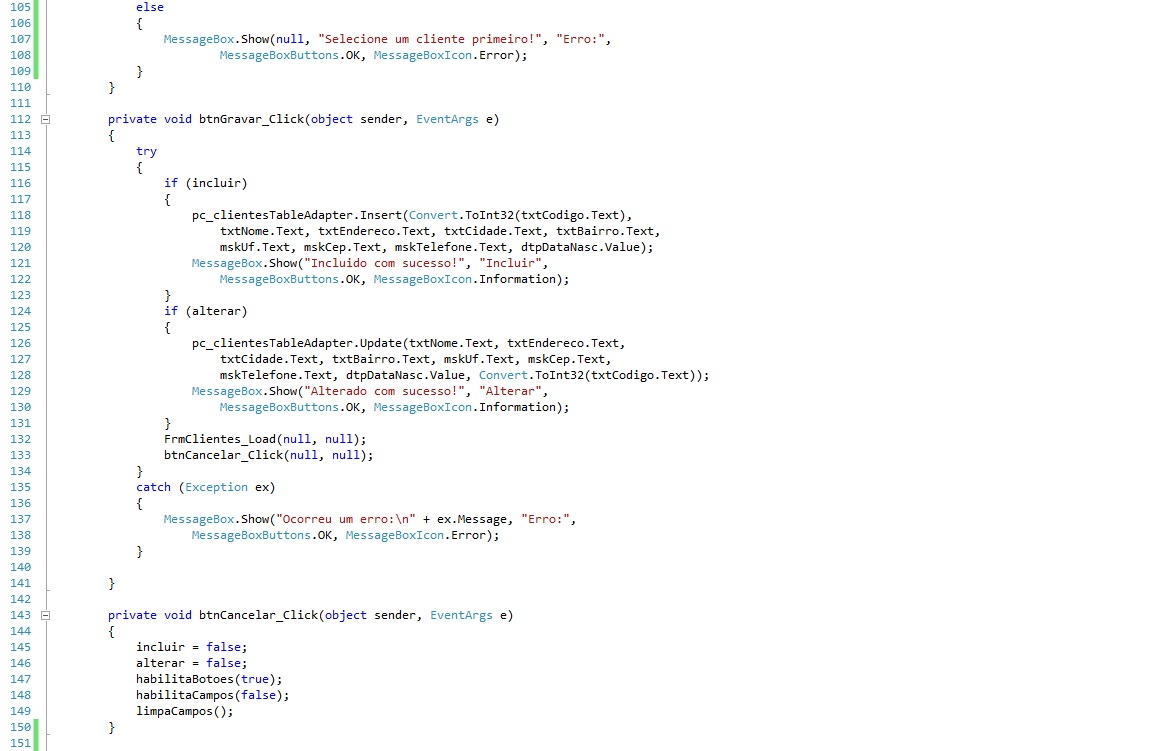 105 else
106 {
107 MessageBox.Show(null, "Selecione um cliente primeiro!", "Erro:",
108 MessageBoxButtons.OK, MessageBoxIcon.Error);
109 }
110 }
111
112 private void btnGravar_Click(object sender, EventArgs e)
113 {
114 try
115 {
116 if (incluir)
117 {
118 pc_clientesTableAdapter.Insert(Convert.ToInt32(txtCodigo.Text),
119 txtNome.Text, txtEndereco.Text, txtCidade.Text, txtBairro.Text,
120 mskUf.Text, mskCep.Text, mskTelefone.Text, dtpDataNasc.Value);
121 MessageBox.Show("Incluido com sucesso!", "Incluir",
122 MessageBoxButtons.OK, MessageBoxIcon.Information);
123 }
124 if (alterar)
125 {
126 pc_clientesTableAdapter.Update(txtNome.Text, txtEndereco.Text,
127 txtCidade.Text, txtBairro.Text, mskUf.Text, mskCep.Text,
128 mskTelefone.Text, dtpDataNasc.Value, Convert.ToInt32(txtCodigo.Text));
129 MessageBox.Show("Alterado com sucesso!", "Alterar",
130 MessageBoxButtons.OK, MessageBoxIcon.Information);
131 }
132 FrmClientes_Load(null, null);
133 btnCancelar_Click(null, null);
134 }
135 catch (Exception ex)
136 {
137 MessageBox.Show("Ocorreu um erro:\n" + ex.Message, "Erro:",
138 MessageBoxButtons.OK, MessageBoxIcon.Error);
139 }
140
141 }
142
143 private void btnCancelar_Click(object sender, EventArgs e)
144 {
145 incluir = false;
146 alterar = false;
147 habilitaBotoes(true);
148 habilitaCampos(false);
149 limpaCampos();
150 }
151